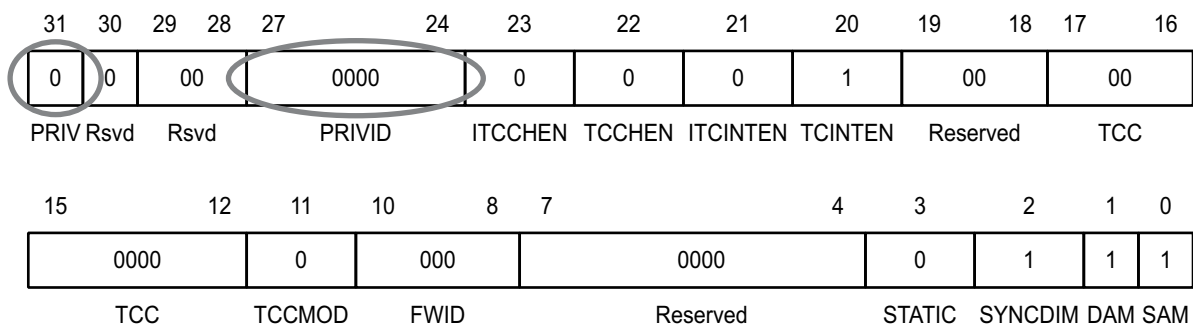 31 30 29 28 27 24 23 22 21 20 19 18 17 16
0 0 00 0000 0 0 0 1 00 00
PRIV Rsvd Rsvd PRIVID ITCCHEN TCCHEN ITCINTEN TCINTEN Reserved TCC
15 12 11 10 8 7 4 3 2 1 0
0000 0 000 0000 0 1 1 1
TCC TCCMOD FWID Reserved STATIC SYNCDIM DAM SAM